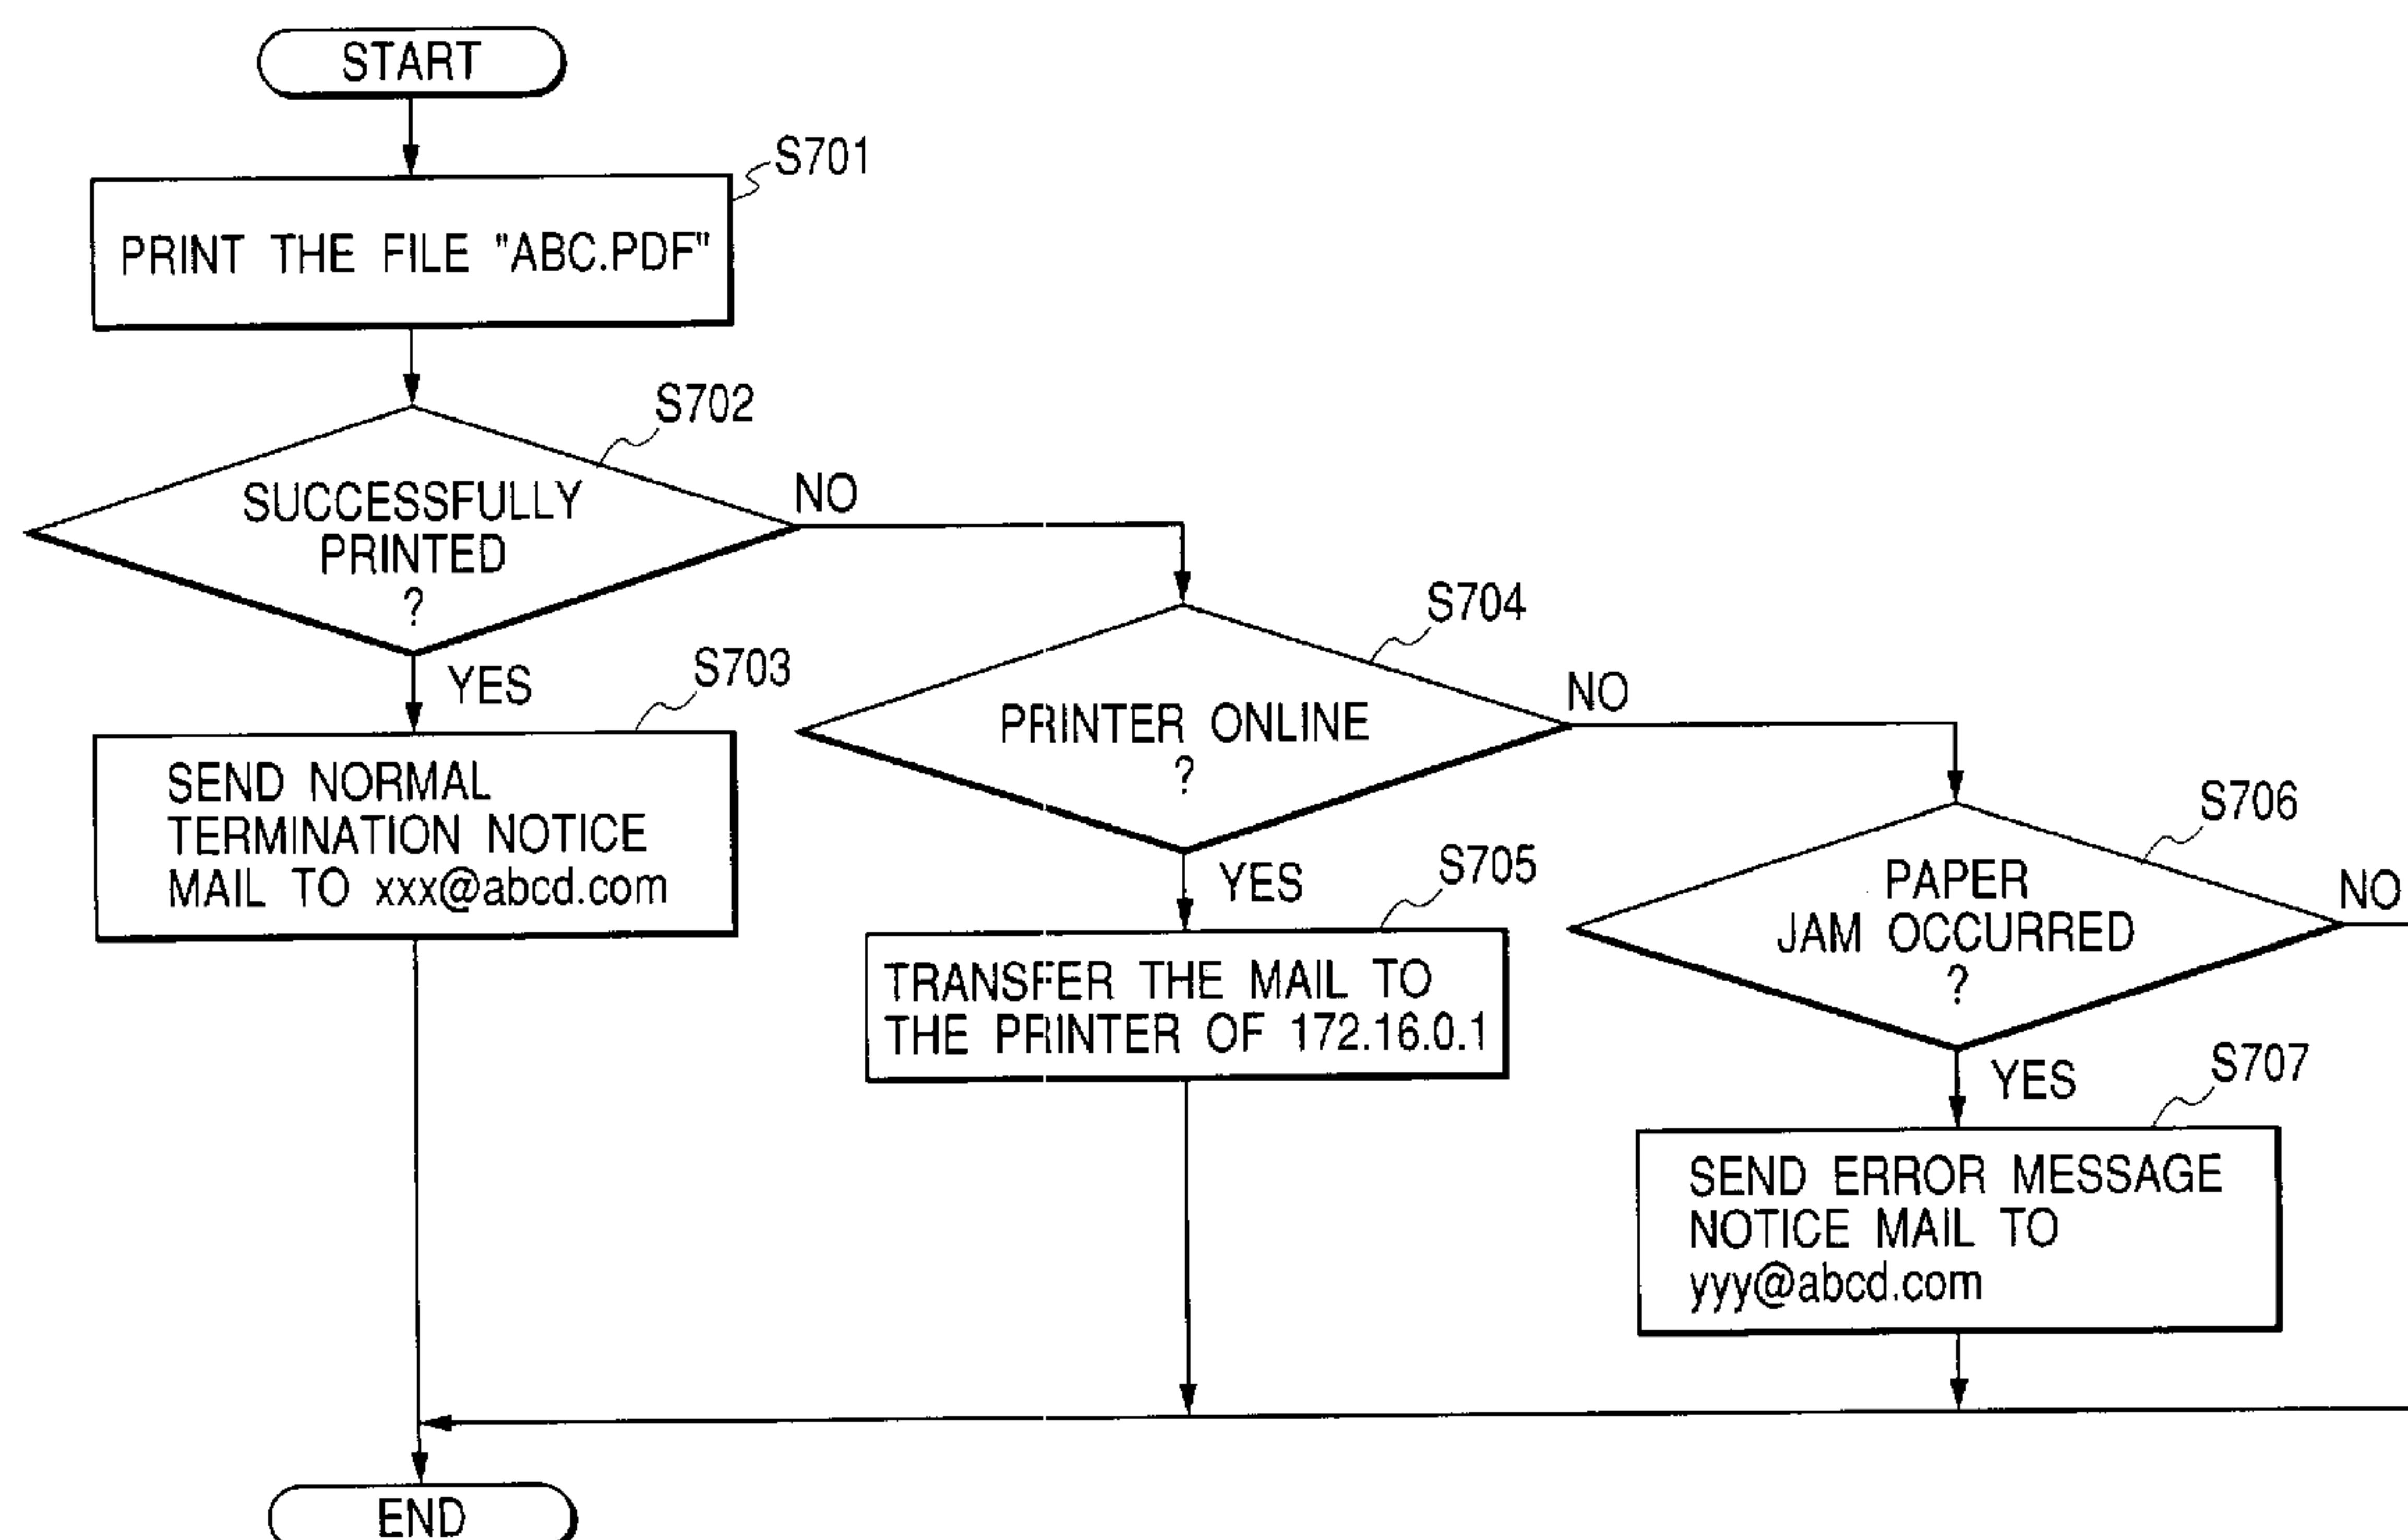 START
S701
PRINT THE FILE "ABC.PDF"
S702
SUCCESSFULLY
PRINTED
?
NO
YES
S703
SEND NORMAL
TERMINATION NOTICE
MAIL TO xxx@abcd.com
S704
PRINTER ONLINE
?
NO
YES
S705
TRANSFER THE MAIL TO
THE PRINTER OF 172.16.0.1
S706
PAPER
JAM OCCURRED
?
NO
YES
S707
SEND ERROR MESSAGE
NOTICE MAIL TO
yyy@abcd.com
END